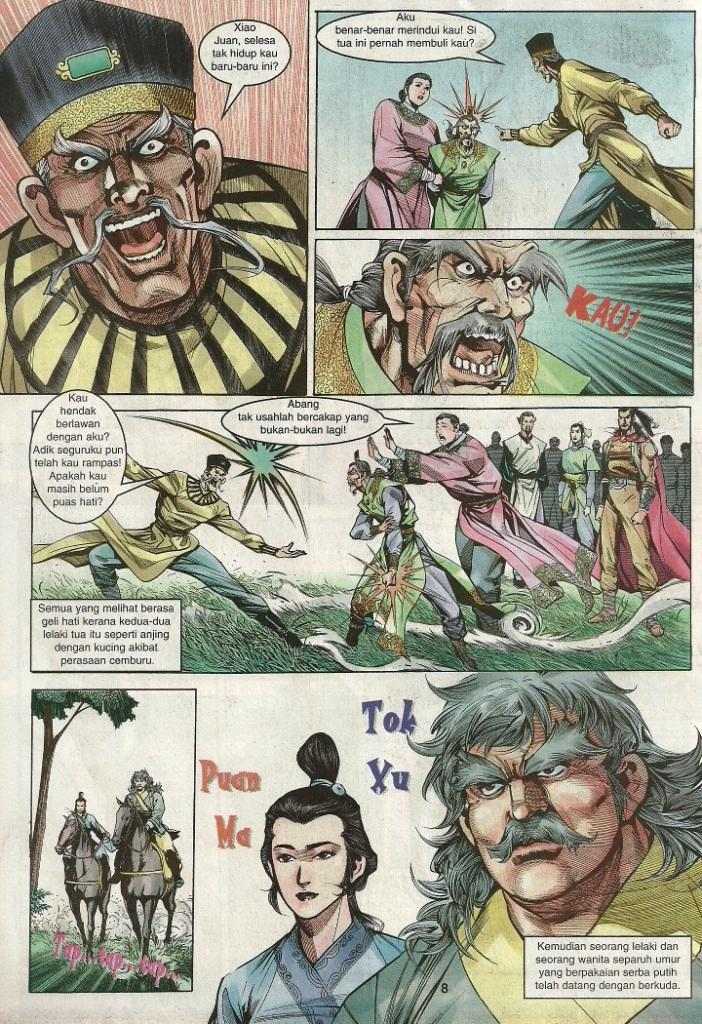 Xiao
Juan, selesa
tak hidup kau
baru-baru ini?
Aku
benar-benar merindui kau! Si
tua ini pernah membuli kau?
KAU!
Kau
hendak
berlawan
dengan aku?
Adik seguruku pun
telah kau rampas!
Apakah kau
masih belum
puas hati?
Abang
tak usahlah bercakap yang
bukan-bukan lagi!
Semua yang melihat berasa
geli hati kerana kedua-dua
lelaki tua itu seperti anjing
dengan kucing akibat
perasaan cemburu.
Tap...tap...tap...
Puan
Ma
Tok
Xu
Kemudian seorang lelaki dan
seorang wanita separuh umur
yang berpakaian serba putih
telah datang dengan berkuda.
8